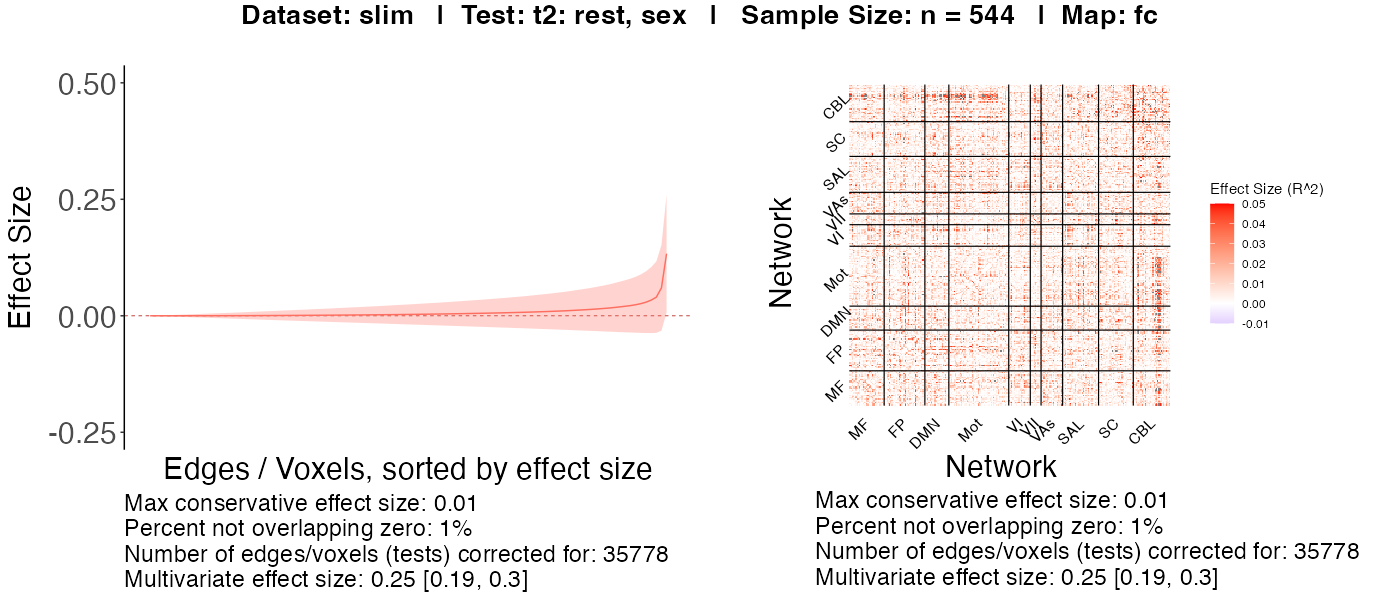 Dataset: slim | Test: t2: rest, sex | Sample Size: n = 544 | Map: fc
0.50
0.25
0.00
-0.25
Effect Size
Edges / Voxels, sorted by effect size
Max conservative effect size: 0.01
Percent not overlapping zero: 1%
Number of edges/voxels (tests) corrected for: 35778
Multivariate effect size: 0.25 [0.19, 0.3]
Network
CBL
SC
SAL
VAs
VII
VI
Mot
DMN
FP
MF
MF FP DMN Mot VI VII VAs SAL SC CBL
Network
Effect Size (R^2)
0.05
0.04
0.03
0.02
0.01
0.00
-0.01
Max conservative effect size: 0.01
Percent not overlapping zero: 1%
Number of edges/voxels (tests) corrected for: 35778
Multivariate effect size: 0.25 [0.19, 0.3]